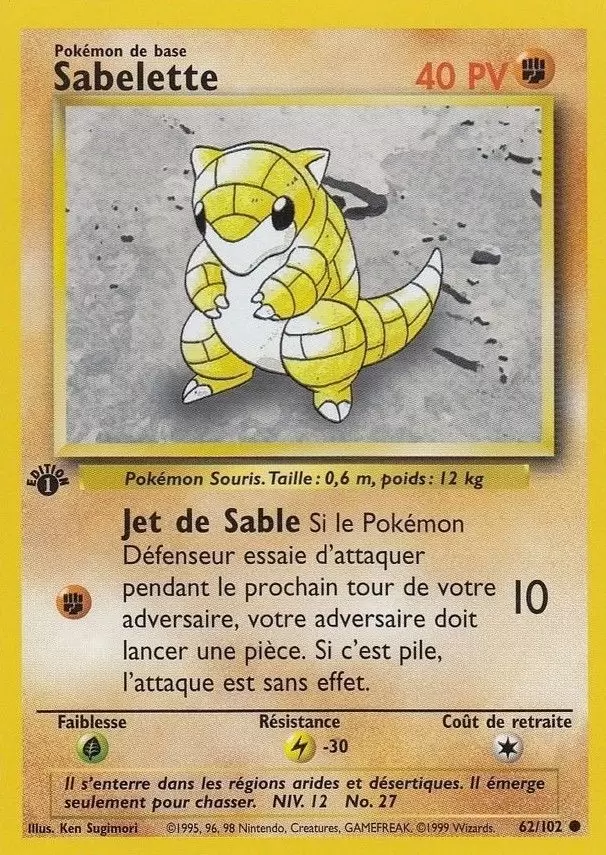 Pokémon de base
Sabelette
40 PV
EDITION
1
Pokémon Souris. Taille : 0,6 m, poids : 12 kg
Jet de Sable Si le Pokémon
Défenseur essaie d'attaquer
pendant le prochain tour de votre
adversaire, votre adversaire doit
lancer une pièce. Si c'est pile,
l'attaque est sans effet.
10
Faiblesse
Résistance
Coût de retraite
-30
Il s'enterre dans les régions arides et désertiques. Il émerge
seulement pour chasser. NIV. 12 No. 27
Illus. Ken Sugimori
©1995, 96, 98 Nintendo, Creatures, GAMEFREAK. ©1999 Wizards.
62/102